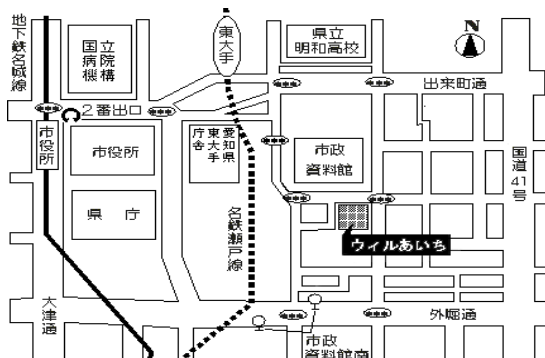 地下鉄名城線
国立
病院
機構
東大手
県立
明和高校
N
出来町通
2番出口
市役所
市役所
愛知県
東大手
庁舎
市政
資料館
国道41号
県 庁
名鉄瀬戸線
ウィルあいち
大津通
外堀通
市政
資料館南